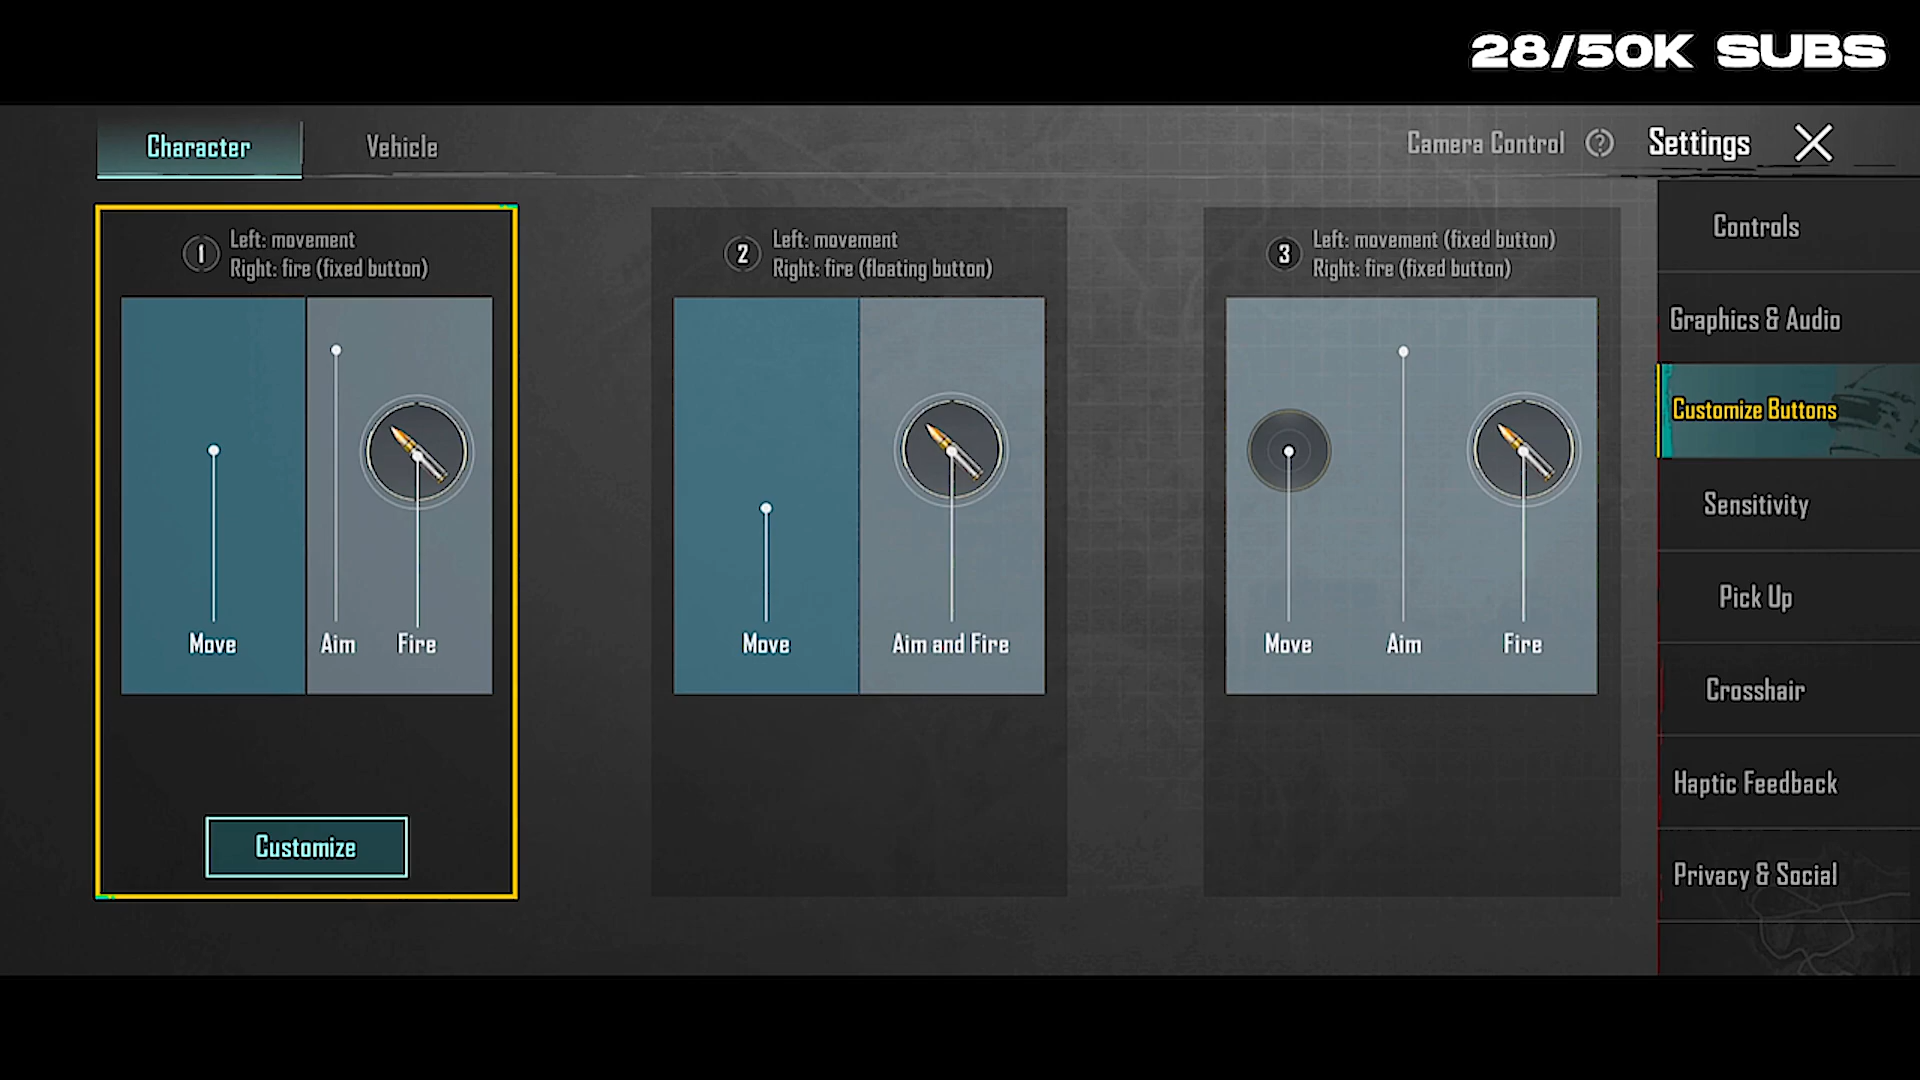 28/50K SUBS
Character
Vehicle
Camera Control
?
Settings
1
Left: movement
Right: fire (fixed button)
Move
Aim
Fire
Customize
2
Left: movement
Right: fire (floating button)
Move
Aim and Fire
3
Left: movement (fixed button)
Right: fire (fixed button)
Move
Aim
Fire
Controls
Graphics & Audio
Customize Buttons
Sensitivity
Pick Up
Crosshair
Haptic Feedback
Privacy & Social